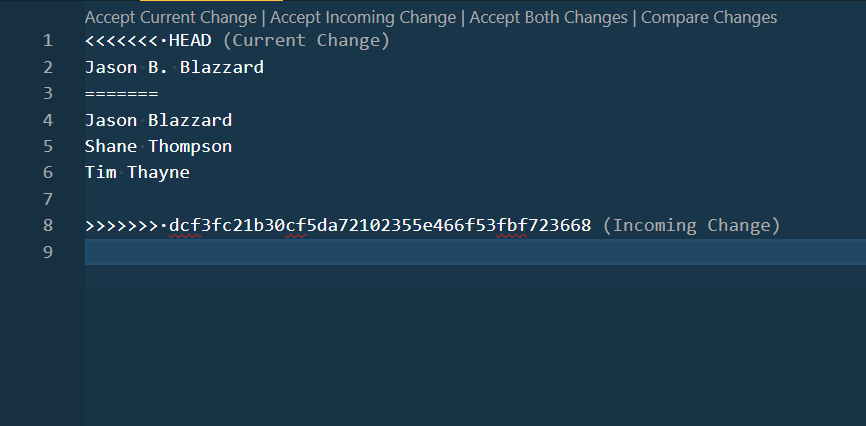 Accept Current Change | Accept Incoming Change | Accept Both Changes | Compare Changes
1 <<<<<<<·HEAD (Current Change)
2 Jason·B.·Blazzard
3 =======
4 Jason·Blazzard
5 Shane·Thompson
6 Tim·Thayne
7
8 >>>>>>>·dcf3fc21b30cf5da72102355e466f53fbf723668 (Incoming Change)
9